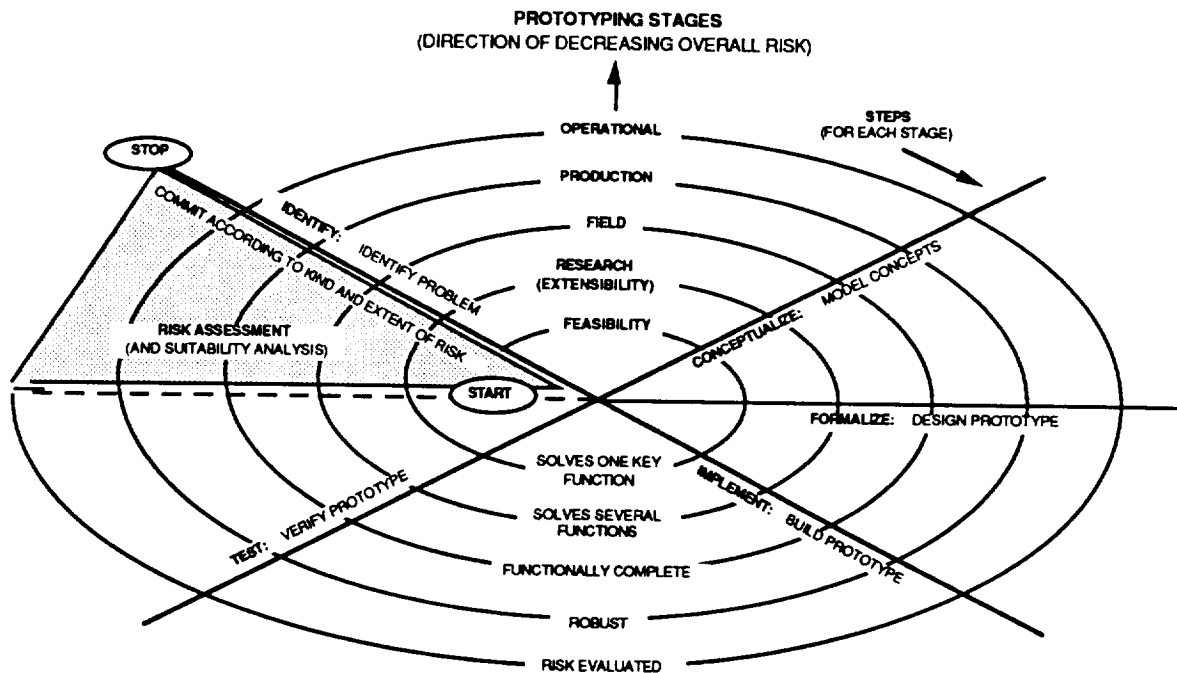 PROTOTYPING STAGES
(DIRECTION OF DECREASING OVERALL RISK)
STEPS
(FOR EACH STAGE)
OPERATIONAL
STOP
PRODUCTION
IDENTIFY: IDENTIFY PROBLEM
COMMIT ACCORDING TO KIND AND EXTENT OF RISK
FIELD
RESEARCH
(EXTENSIBILITY)
CONCEPTUALIZE: MODEL CONCEPTS
FEASIBILITY
RISK ASSESSMENT
(AND SUITABILITY ANALYSIS)
START
FORMALIZE: DESIGN PROTOTYPE
SOLVES ONE KEY
FUNCTION
IMPLEMENT: BUILD PROTOTYPE
TEST: VERIFY PROTOTYPE
SOLVES SEVERAL
FUNCTIONS
FUNCTIONALLY COMPLETE
ROBUST
RISK EVALUATED